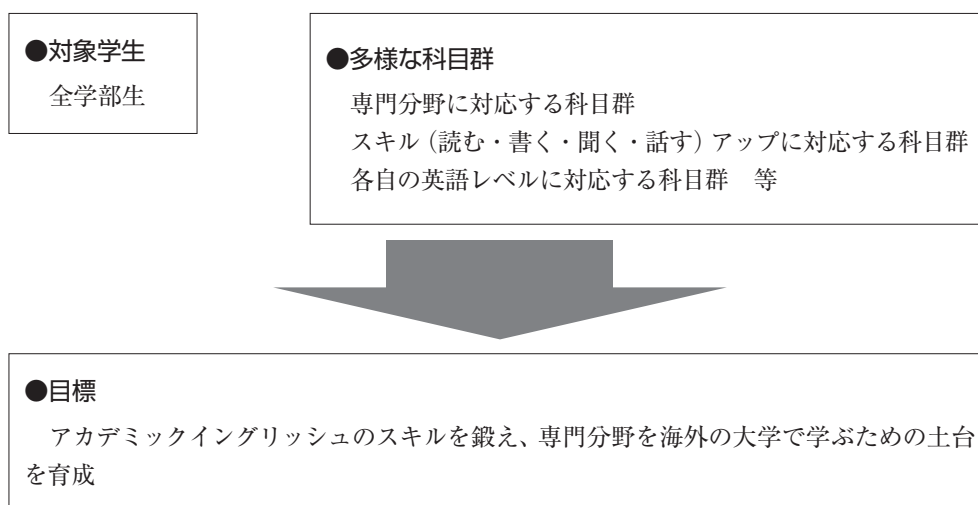 ●対象学生
全学部生
●多様な科目群
専門分野に対応する科目群
スキル(読む・書く・聞く・話す)アップに対応する科目群
各自の英語レベルに対応する科目群　等
●目標
アカデミックイングリッシュのスキルを鍛え、専門分野を海外の大学で学ぶための土台
を育成